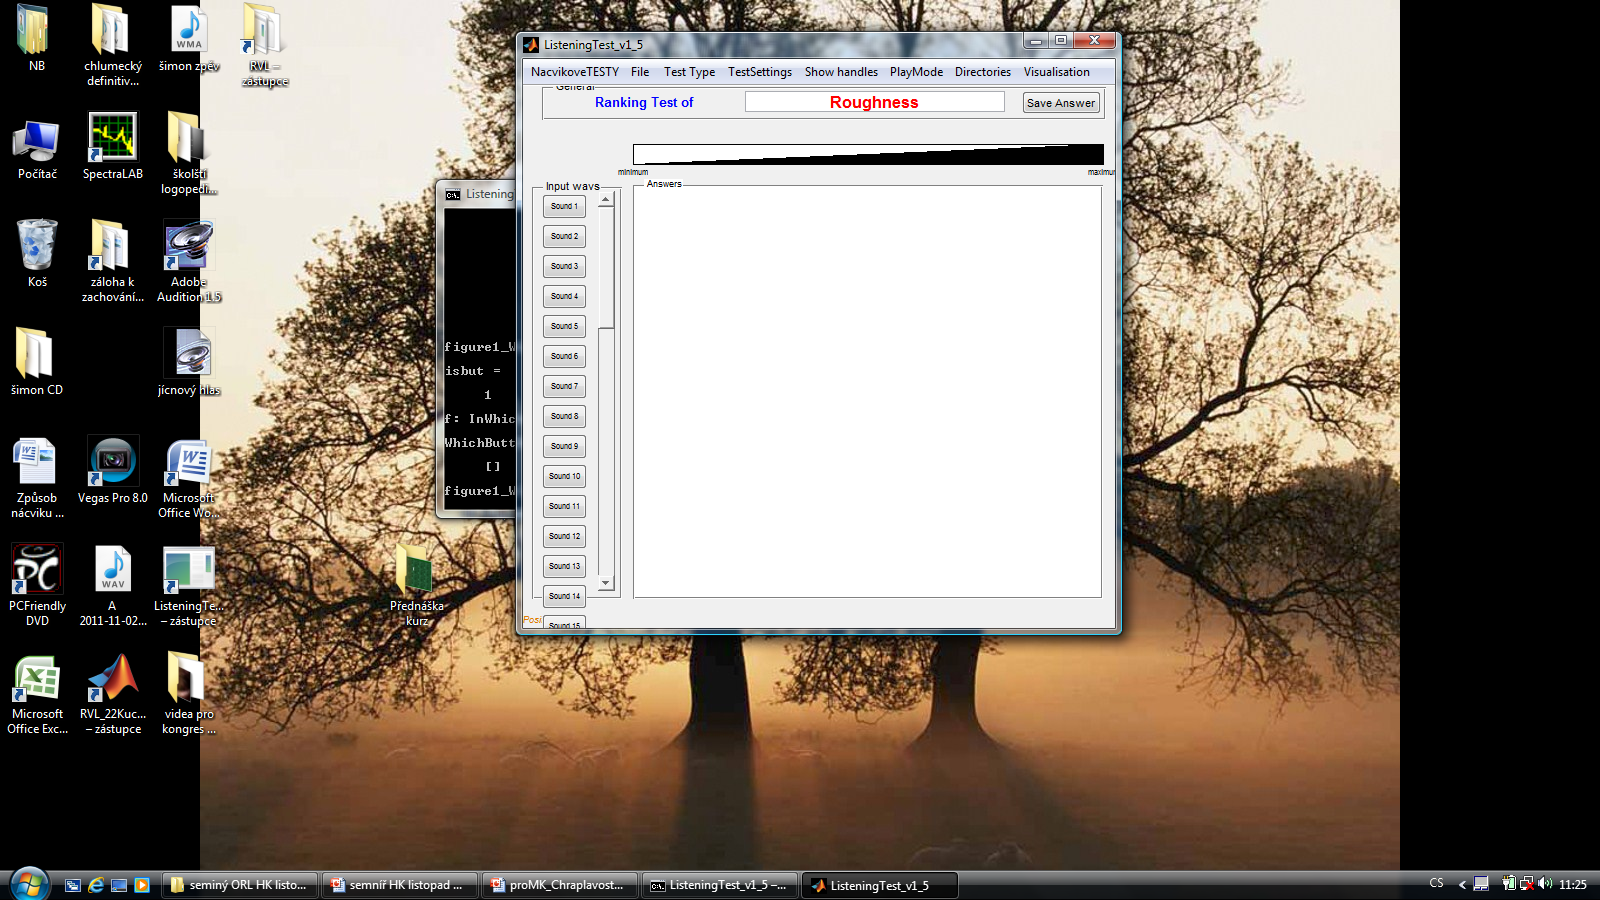 NB
chlumecký
definitiv...
šimon zpěv
RVL –
zástupce
Počítač
SpectraLAB
školští
logopedi...
Koš
záloha k
zachování...
Adobe
Audition 1.5
šimon CD
jícnový hlas
Způsob
nácviku ...
Vegas Pro 8.0
Microsoft
Office Wo...
PCFriendly
DVD
WAV
A
2011-11-02...
ListeningTe...
– zástupce
Přednáška
kurz
Microsoft
Office Exc...
RVL_22Kuc...
– zástupce
videa pro
kongres ...
WMA
Listening
figure1_W
isbut =
1
f: InWhic
WhichButt
[]
figure1_W
ListeningTest_v1_5
NacvikoveTESTY File Test Type TestSettings Show handles PlayMode Directories Visualisation
General
Ranking Test of Roughness Save Answer
minimum maximum
Input wavs Answers
Sound 1
Sound 2
Sound 3
Sound 4
Sound 5
Sound 6
Sound 7
Sound 8
Sound 9
Sound 10
Sound 11
Sound 12
Sound 13
Sound 14
Posi Sound 15
seminý ORL HK listo... semníř HK listopad ... proMK_Chraplavost... ListeningTest_v1_5 –... ListeningTest_v1_5 CS 11:25